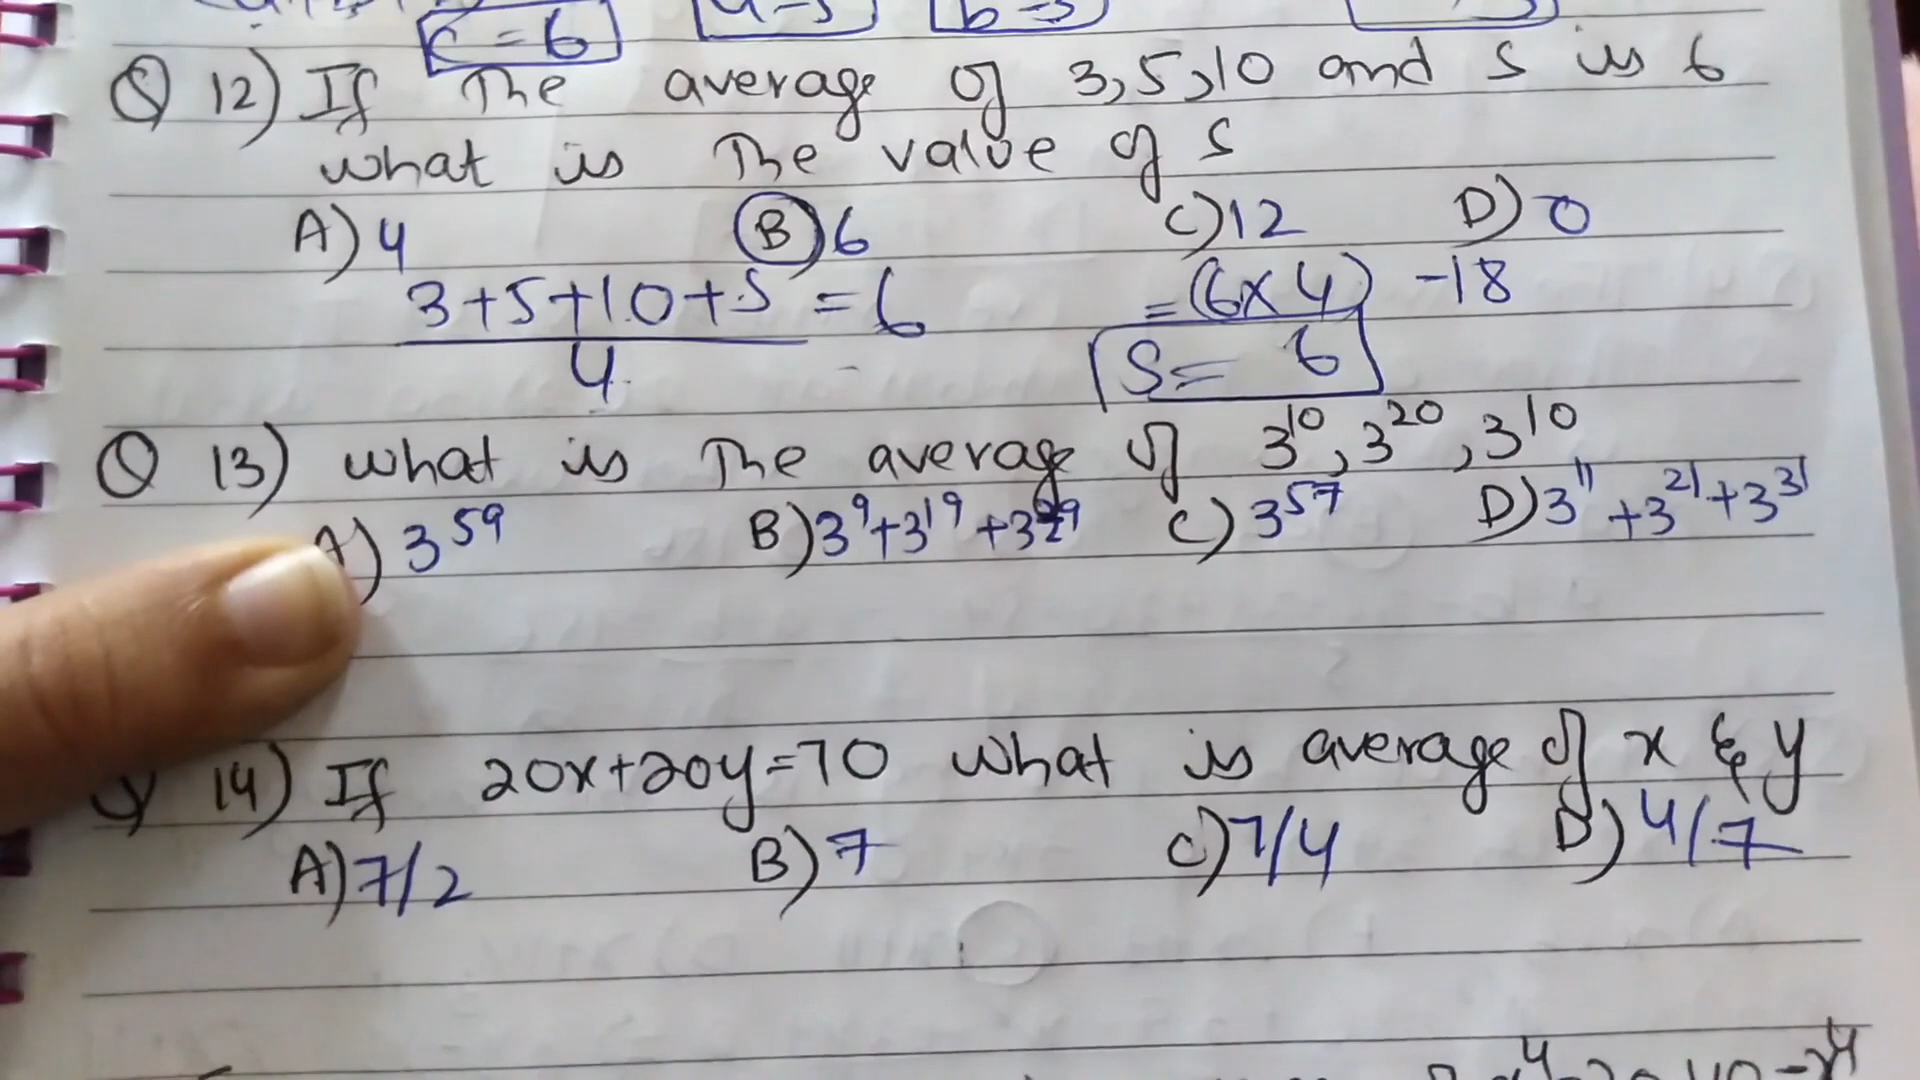 c = 6
Q 12) If The average of 3,5,10 and S is 6
what is The value of S
A) 4 B) 6 C) 12 D) 0
3+5+10+S = 6 = (6x4) -18
4 S = 6
Q 13) what is The average of 3^10, 3^20, 3^10
A) 3^59 B) 3^9+3^19+3^29 C) 3^57 D) 3^11+3^21+3^31
14) If 20x+20y=70 what is average of x & y
A) 7/2 B) 7 C) 7/4 D) 4/7